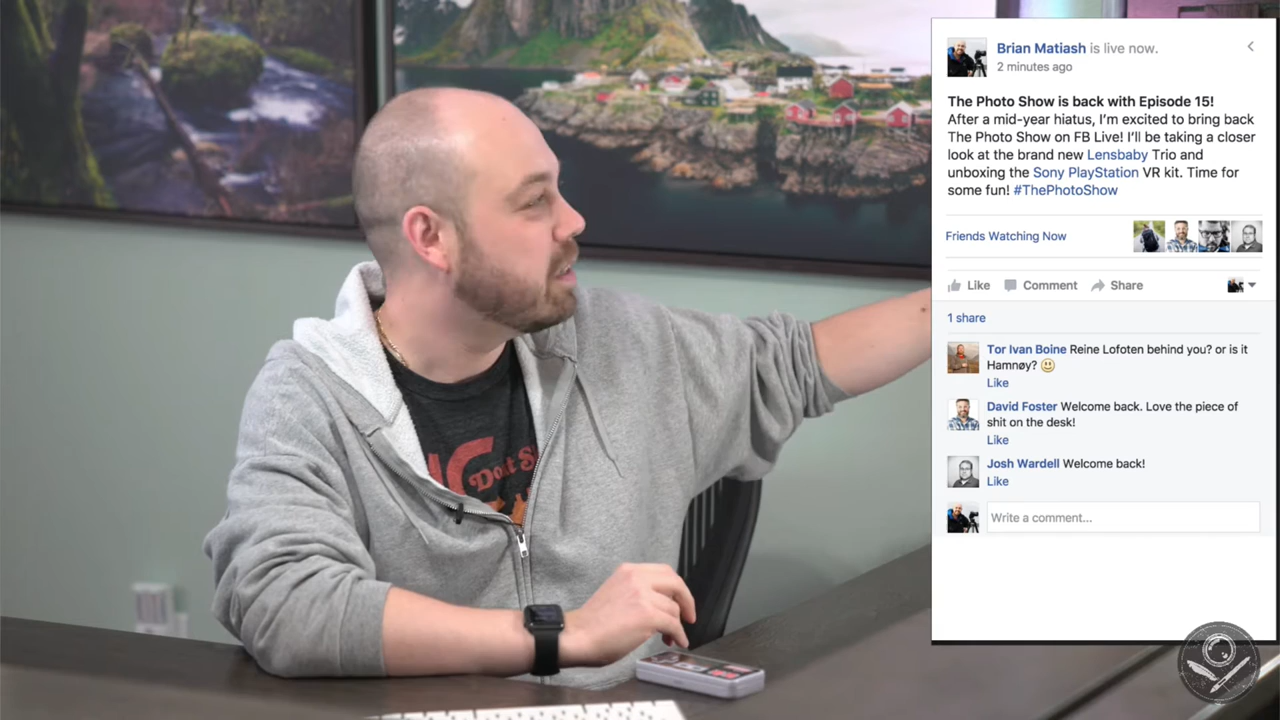 Brian Matiash is live now.
2 minutes ago
The Photo Show is back with Episode 15!
After a mid-year hiatus, I'm excited to bring back
The Photo Show on FB Live! I'll be taking a closer
look at the brand new Lensbaby Trio and
unboxing the Sony PlayStation VR kit. Time for
some fun! #ThePhotoShow
Friends Watching Now
Like Comment Share
1 share
Tor Ivan Boine Reine Lofoten behind you? or is it
Hamnøy? 😃
Like
David Foster Welcome back. Love the piece of
shit on the desk!
Like
Josh Wardell Welcome back!
Like
Write a comment...